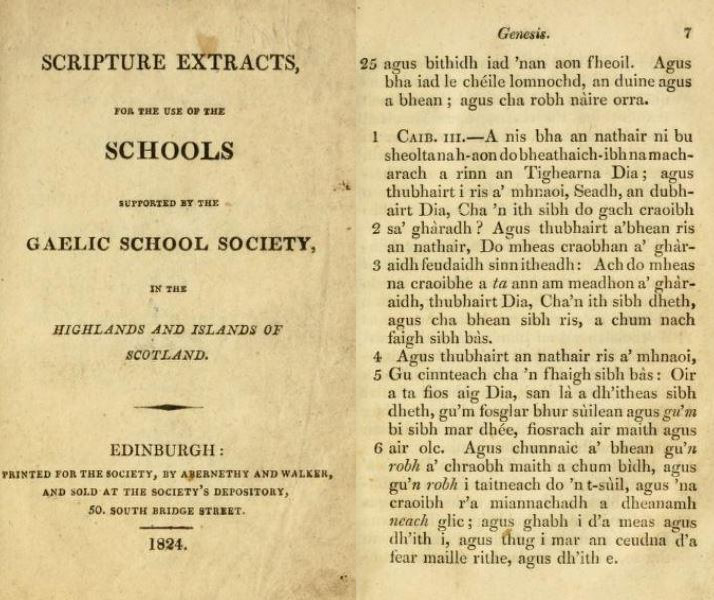 SCRIPTURE EXTRACTS,
FOR THE USE OF THE
SCHOOLS
SUPPORTED BY THE
GAELIC SCHOOL SOCIETY,
IN THE
HIGHLANDS AND ISLANDS OF
SCOTLAND.
EDINBURGH:
PRINTED FOR THE SOCIETY, BY ABERNETHY AND WALKER,
AND SOLD AT THE SOCIETY'S DEPOSITORY,
50. SOUTH BRIDGE STREET.
1824.
Genesis. 7
25 agus bithidh iad 'nan aon fheoil. Agus
bha iad le chéile lomnochd, an duine agus
a bhean; agus cha robh nàire orra.
1 CAIB. III.—A nis bha an nathair ni bu
sheolta nah-aon do bheathaich-ibh na mach-
arach a rinn an Tighearna Dia; agus
thubhairt i ris a' mhnaoi, Seadh, an dubh-
airt Dia, Cha 'n ith sibh do gach craoibh
2 sa' ghàradh? Agus thubhairt a'bhean ris
an nathair, Do mheas craobhan a' ghàr-
3 aidh feudaidh sinn itheadh: Ach do mheas
na craoibhe a ta ann am meadhon a' ghàr-
aidh, thubhairt Dia, Cha'n ith sibh dheth,
agus cha bhean sibh ris, a chum nach
faigh sibh bàs.
4 Agus thubhairt an nathair ris a' mhnaoi,
5 Gu cinnteach cha 'n fhaigh sibh bàs: Oir
a ta fios aig Dia, san là a dh'itheas sibh
dheth, gu'm fosglar bhur sùilean agus gu'm
bi sibh mar dhée, fiosrach air maith agus
6 air olc. Agus chunnaic a' bhean gu'n
robh a' chraobh maith a chum bìdh, agus
gu'n robh i taitneach do 'n t-sùil, agus 'na
craoibh r'a miannachadh a dheanamh
neach glic; agus ghabh i d'a meas agus
dh'ith i, agus thug i mar an ceudna d'a
fear maille rithe, agus dh'ith e.